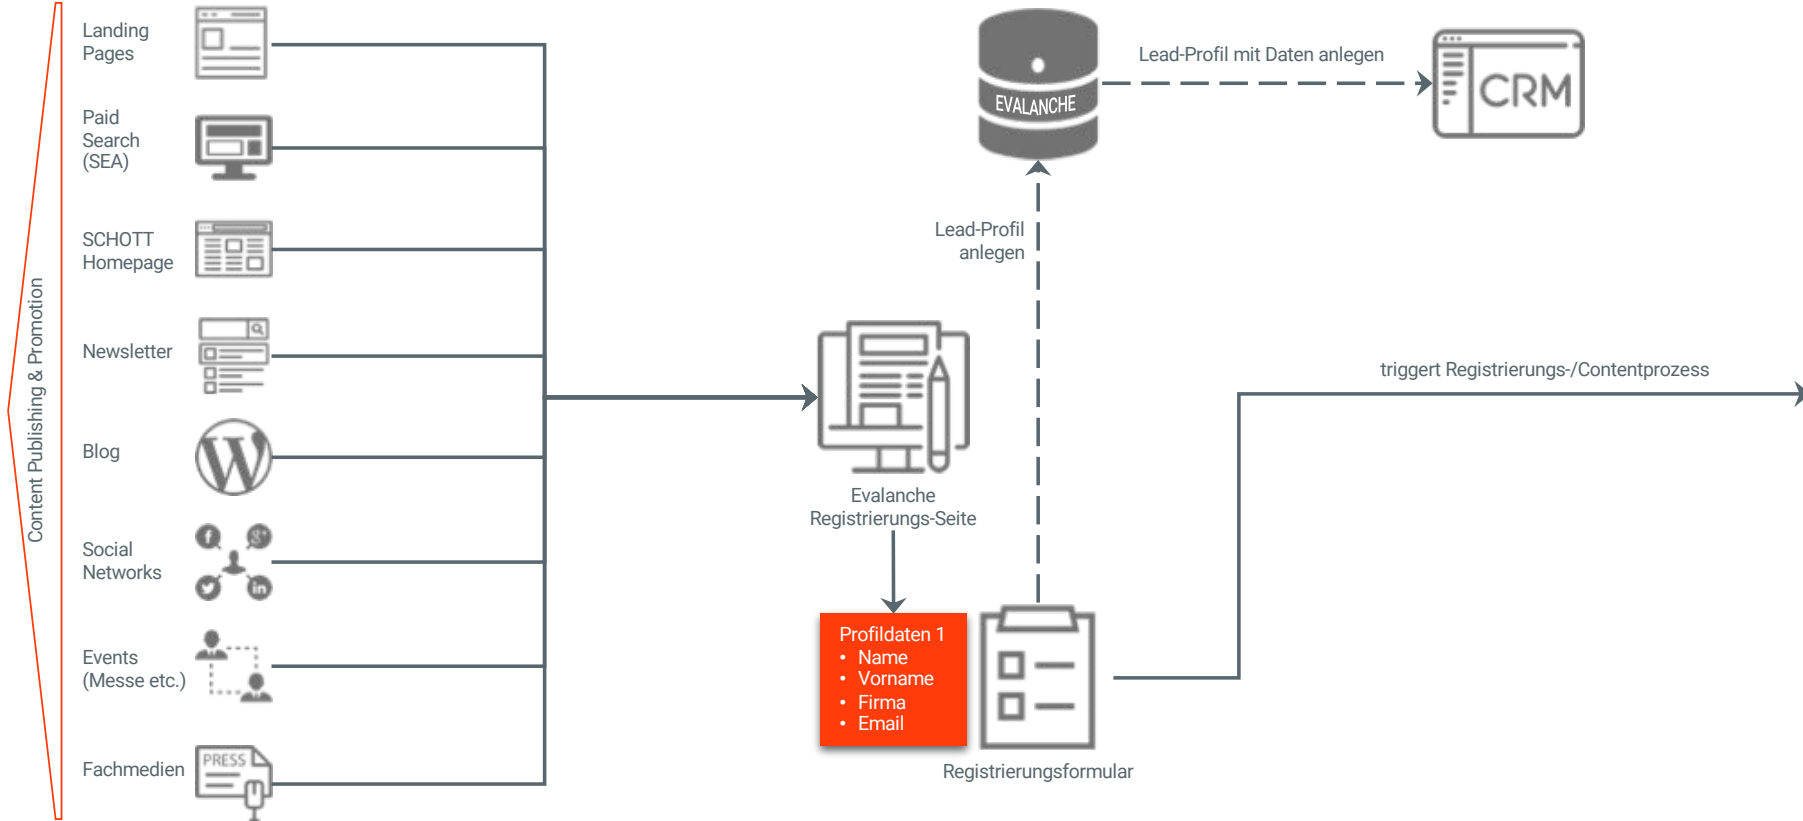 Content Publishing & Promotion
Landing
Pages
Paid
Search
(SEA)
SCHOTT
Homepage
Newsletter
Blog
Social
Networks
Events
(Messe etc.)
Fachmedien
W
f
g+
in
PRESS
Evalanche
Registrierungs-Seite
Profildaten 1
• Name
• Vorname
• Firma
• Email
Registrierungsformular
Lead-Profil
anlegen
EVALANCHE
Lead-Profil mit Daten anlegen
CRM
triggert Registrierungs-/Contentprozess